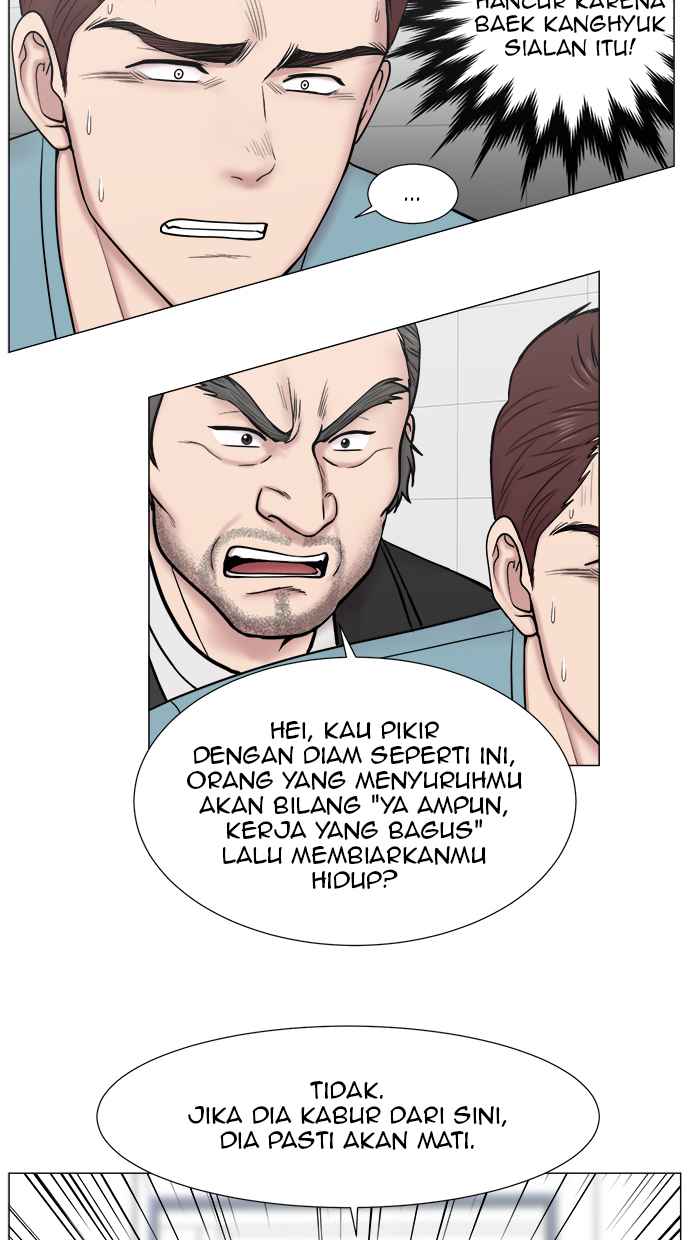 HANCUR KARENA
BAEK KANGHYUK
SIALAN ITU!
...
HEI, KAU PIKIR
DENGAN DIAM SEPERTI INI,
ORANG YANG MENYURUHMU
AKAN BILANG "YA AMPUN,
KERJA YANG BAGUS"
LALU MEMBIARKANMU
HIDUP?
TIDAK.
JIKA DIA KABUR DARI SINI,
DIA PASTI AKAN MATI.